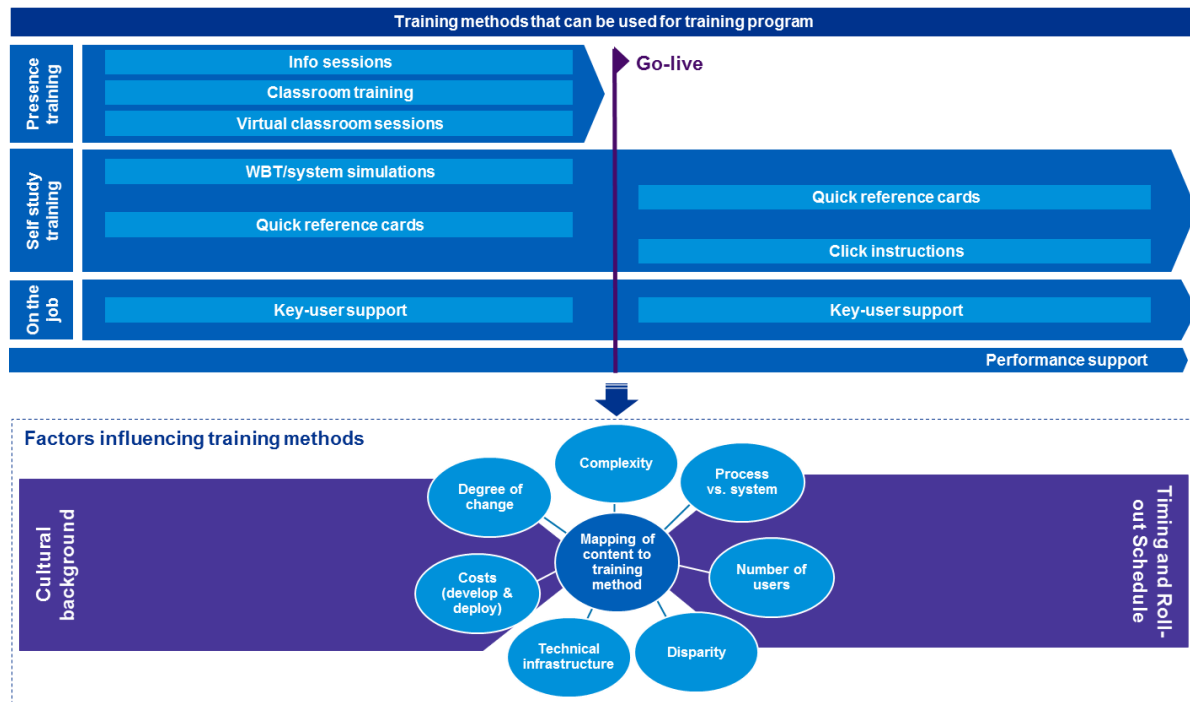 Training methods that can be used for training program
Presence
training
Info sessions
Classroom training
Virtual classroom sessions
Go-live
Self study
training
WBT/system simulations
Quick reference cards
Quick reference cards
Click instructions
On the
job
Key-user support
Key-user support
Performance support
Factors influencing training methods
Cultural
background
Complexity
Degree of
change
Process
vs. system
Mapping of
content to
training
method
Costs
(develop &
deploy)
Number of
users
Technical
infrastructure
Disparity
Timing and Roll-
out Schedule